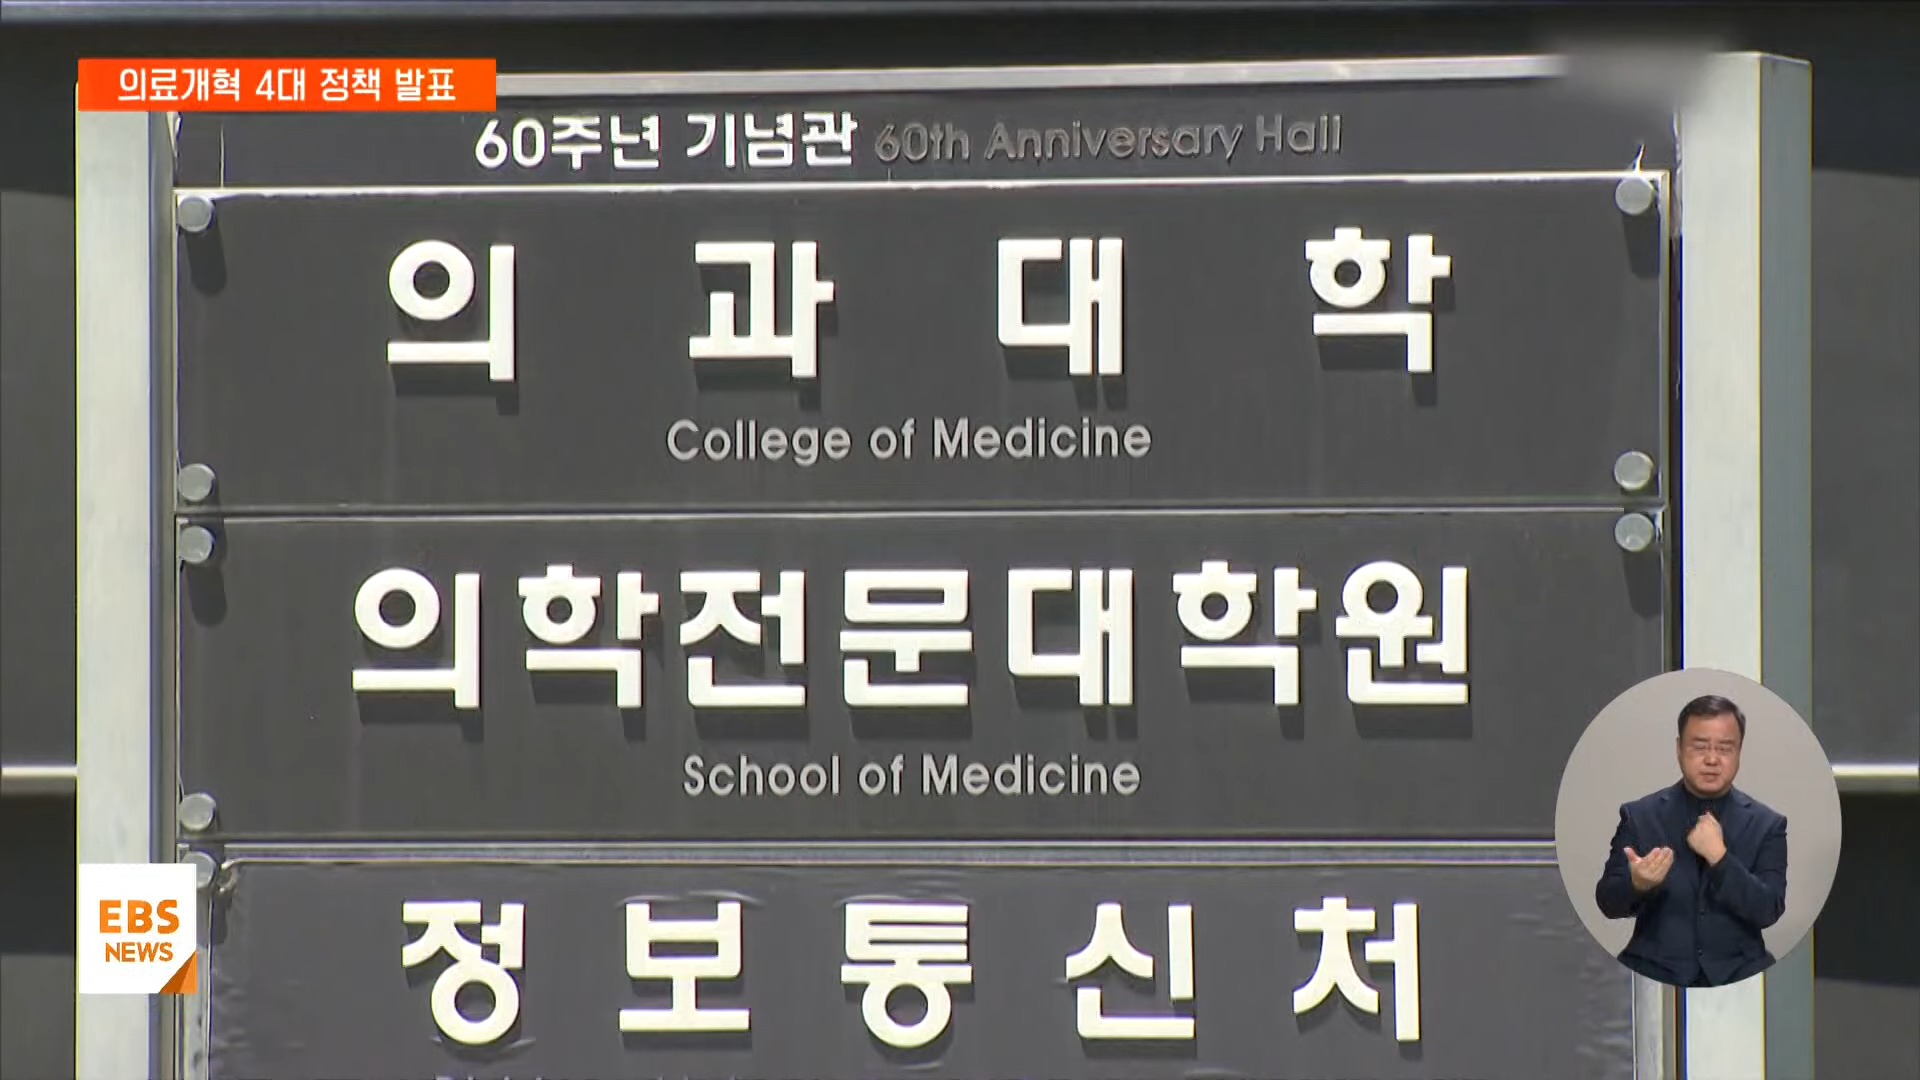 의료개혁 4대 정책 발표
60주년 기념관 60th Anniversary Hall
의과대학
College of Medicine
의학전문대학원
School of Medicine
정보통신처
EBS
NEWS